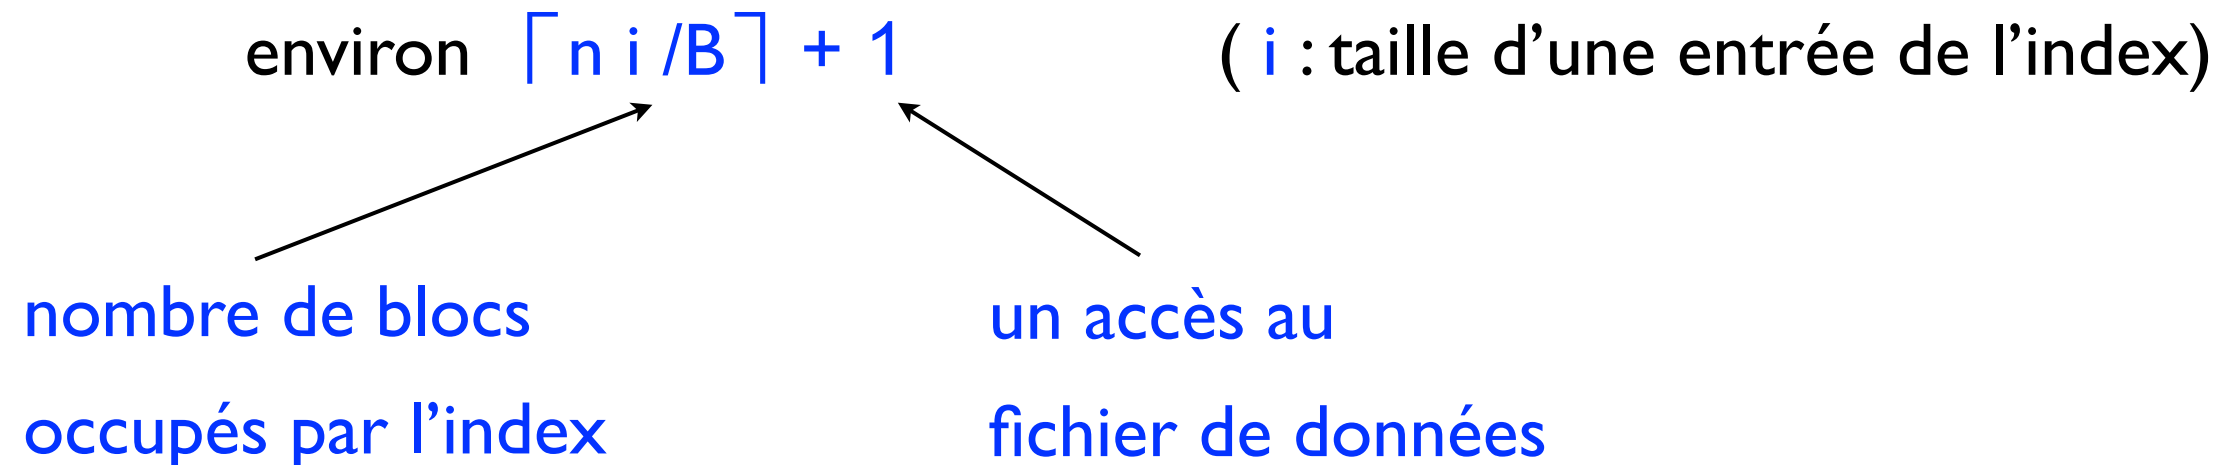 environ ⌈n i /B⌉ + 1 ( i : taille d’une entrée de l’index)
nombre de blocs
occupés par l’index
un accès au
fichier de données